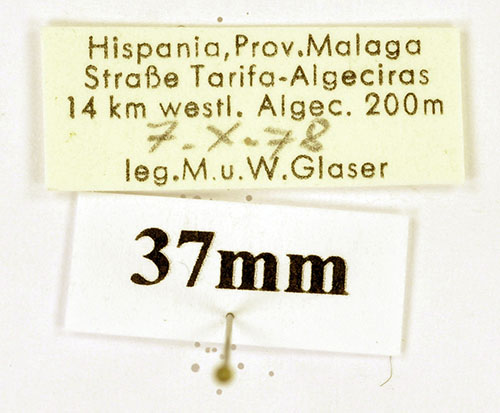 Hispania, Prov. Malaga
Straße Tarifa-Algeciras
14 km westl. Algec. 200m
7.-X.-78
leg. M. u. W. Glaser
37mm